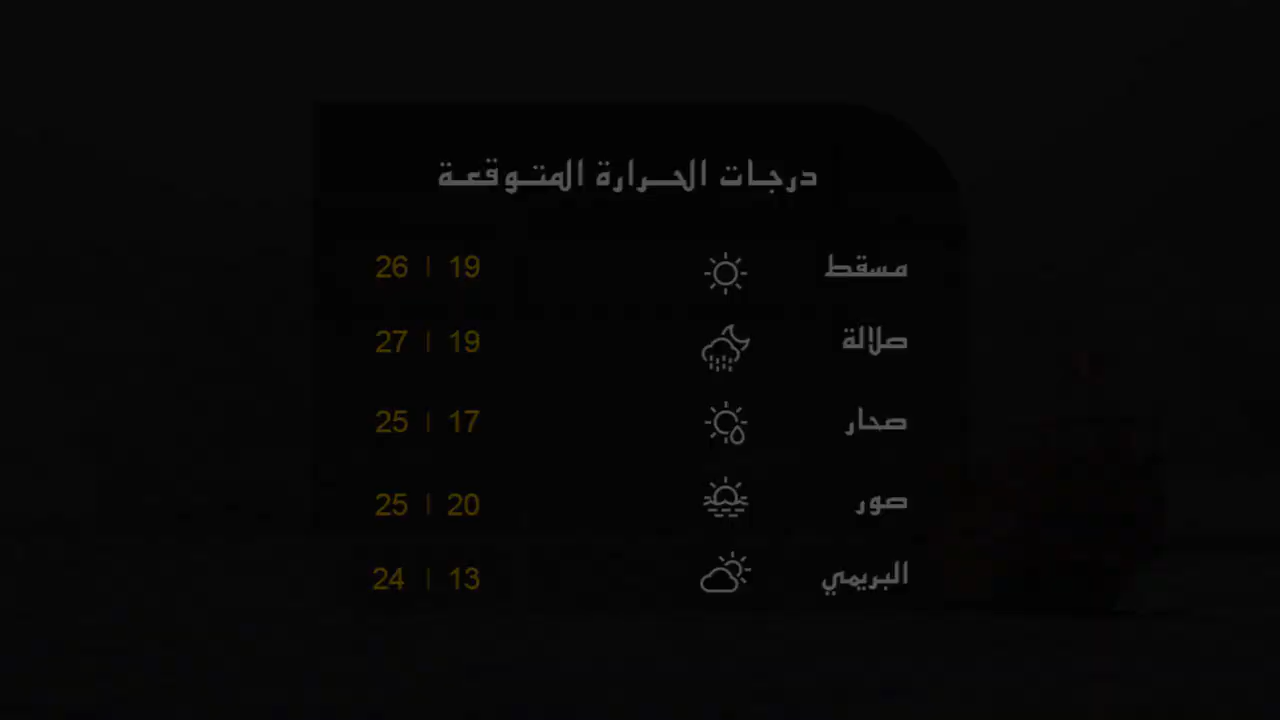 درجات الحرارة المتوقعة
مسقط 19 | 26
صلالة 19 | 27
صحار 17 | 25
صور 20 | 25
البريمي 13 | 24